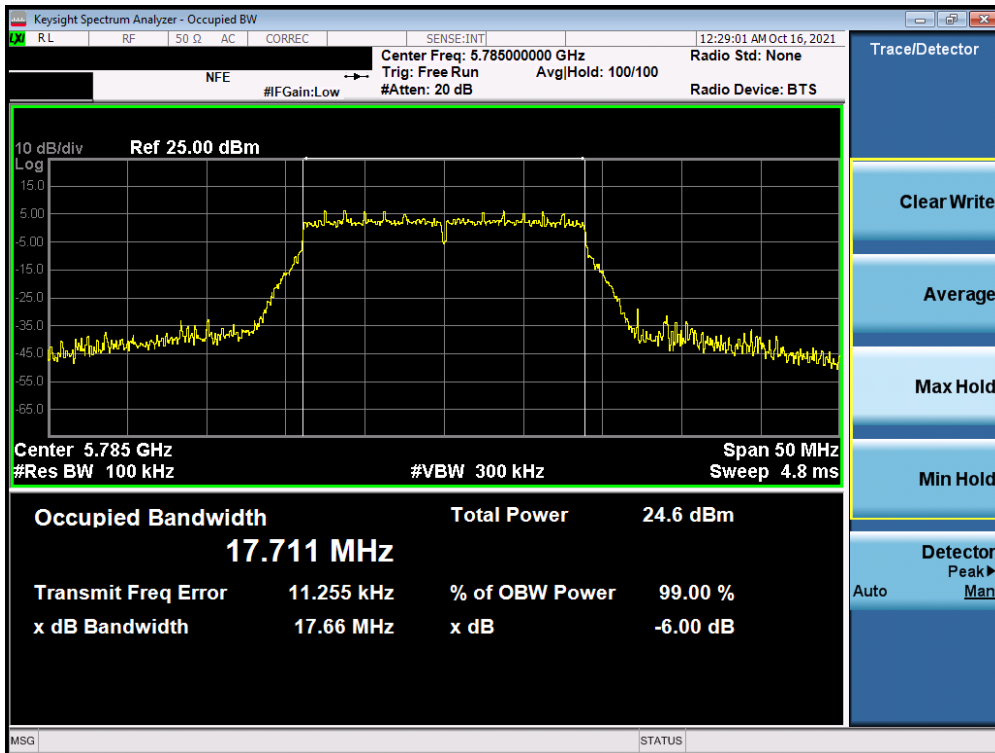 Keysight Spectrum Analyzer - Occupied BW
LXI RL RF 50 Ω AC CORREC SENSE:INT 12:29:01 AM Oct 16, 2021
Center Freq: 5.785000000 GHz Radio Std: None
NFE Trig: Free Run Avg|Hold: 100/100
#IFGain:Low #Atten: 20 dB Radio Device: BTS
10 dB/div Ref 25.00 dBm
Log
15.0
5.00
-5.00
-15.0
-25.0
-35.0
-45.0
-55.0
-65.0
Center 5.785 GHz Span 50 MHz
#Res BW 100 kHz #VBW 300 kHz Sweep 4.8 ms
Occupied Bandwidth Total Power 24.6 dBm
17.711 MHz
Transmit Freq Error 11.255 kHz % of OBW Power 99.00 %
x dB Bandwidth 17.66 MHz x dB -6.00 dB
MSG STATUS
Trace/Detector
Clear Write
Average
Max Hold
Min Hold
Detector
Peak▶
Auto Man